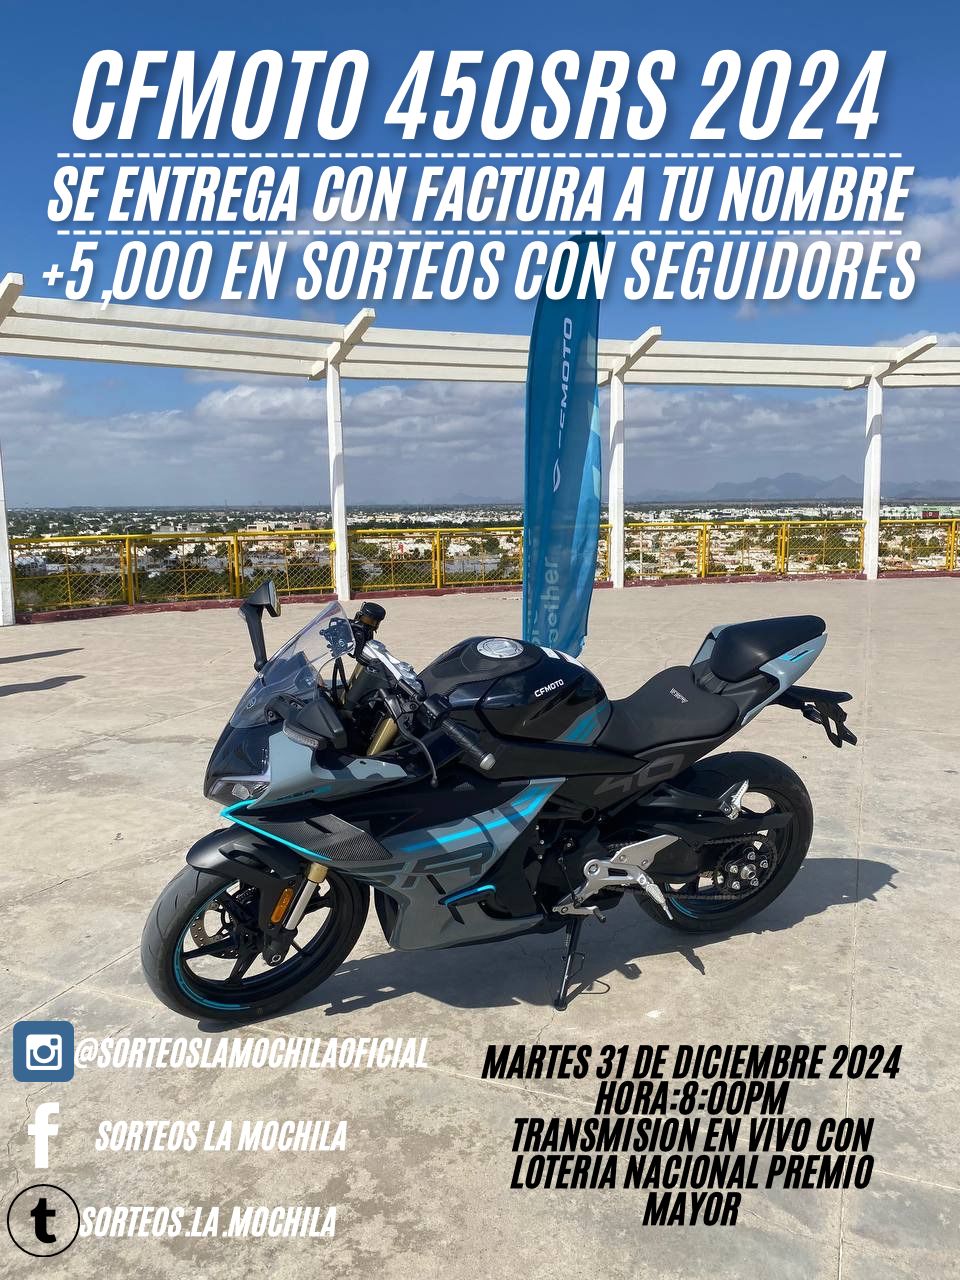 CFMOTO 450SRS 2024
SE ENTREGA CON FACTURA A TU NOMBRE
+5,000 EN SORTEOS CON SEGUIDORES
CFMOTO
CFMOTO
SR
@SORTEOSLAMOCHILAOFICIAL
SORTEOS LA MOCHILA
t SORTEOS.LA.MOCHILA
MARTES 31 DE DICIEMBRE 2024
HORA:8:00PM
TRANSMISION EN VIVO CON
LOTERIA NACIONAL PREMIO
MAYOR